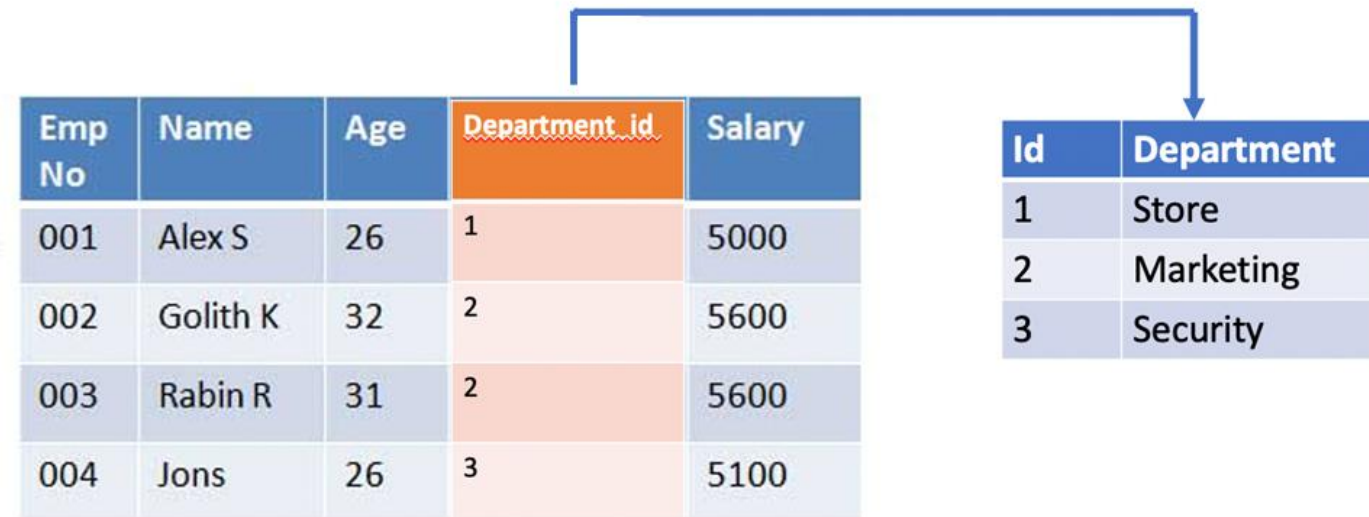 Emp No Name Age Department_id Salary
001 Alex S 26 1 5000
002 Golith K 32 2 5600
003 Rabin R 31 2 5600
004 Jons 26 3 5100
Id Department
1 Store
2 Marketing
3 Security